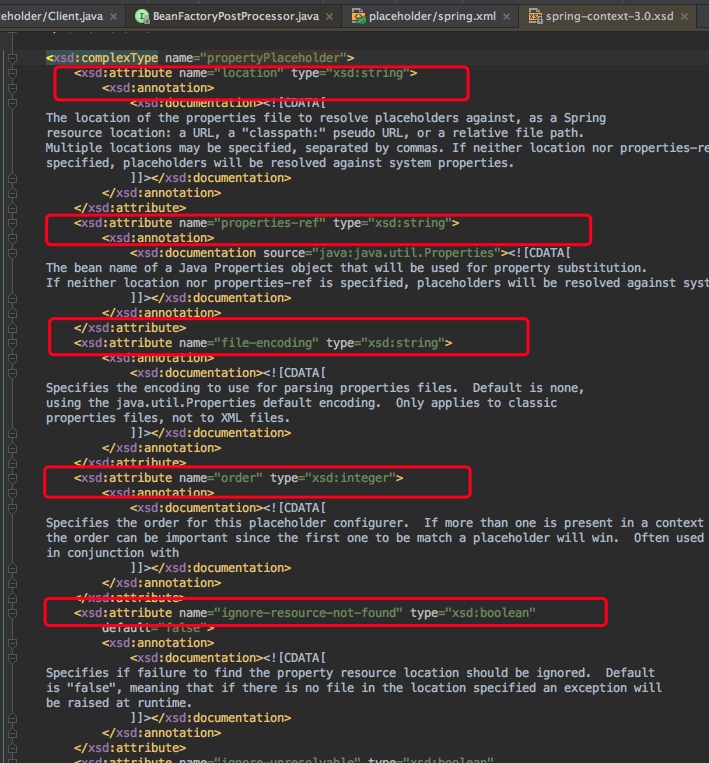 ceholder/Client.java × BeanFactoryPostProcessor.java × placeholder/spring.xml × spring-context-3.0.xsd ×
<xsd:complexType name="propertyPlaceholder">
<xsd:attribute name="location" type="xsd:string">
<xsd:annotation>
<xsd:documentation><![CDATA[
The location of the properties file to resolve placeholders against, as a Spring
resource location: a URL, a "classpath:" pseudo URL, or a relative file path.
Multiple locations may be specified, separated by commas. If neither location nor properties-re
specified, placeholders will be resolved against system properties.
]]></xsd:documentation>
</xsd:annotation>
</xsd:attribute>
<xsd:attribute name="properties-ref" type="xsd:string">
<xsd:annotation>
<xsd:documentation source="java:java.util.Properties"><![CDATA[
The bean name of a Java Properties object that will be used for property substitution.
If neither location nor properties-ref is specified, placeholders will be resolved against syst
]]></xsd:documentation>
</xsd:annotation>
</xsd:attribute>
<xsd:attribute name="file-encoding" type="xsd:string">
<xsd:annotation>
<xsd:documentation><![CDATA[
Specifies the encoding to use for parsing properties files.  Default is none,
using the java.util.Properties default encoding.  Only applies to classic
properties files, not to XML files.
]]></xsd:documentation>
</xsd:annotation>
</xsd:attribute>
<xsd:attribute name="order" type="xsd:integer">
<xsd:annotation>
<xsd:documentation><![CDATA[
Specifies the order for this placeholder configurer.  If more than one is present in a context
the order can be important since the first one to be match a placeholder will win.  Often used
in conjunction with
]]></xsd:documentation>
</xsd:annotation>
</xsd:attribute>
<xsd:attribute name="ignore-resource-not-found" type="xsd:boolean"
default="false">
<xsd:annotation>
<xsd:documentation><![CDATA[
Specifies if failure to find the property resource location should be ignored.  Default
is "false", meaning that if there is no file in the location specified an exception will
be raised at runtime.
]]></xsd:documentation>
</xsd:annotation>
</xsd:attribute>
<xsd:attribute name="ignore-unresolvable" type="xsd:boolean"